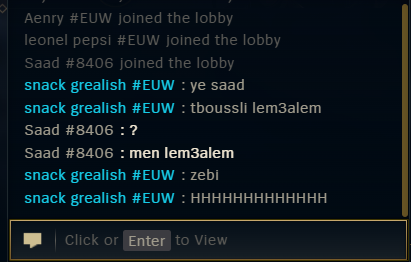 Aenry #EUW joined the lobby
leonel pepsi #EUW joined the lobby
Saad #8406 joined the lobby
snack grealish #EUW : ye saad
snack grealish #EUW : tboussli lem3alem
Saad #8406 : ?
Saad #8406 : men lem3alem
snack grealish #EUW : zebi
snack grealish #EUW : HHHHHHHHHHHHH
Click or Enter to View